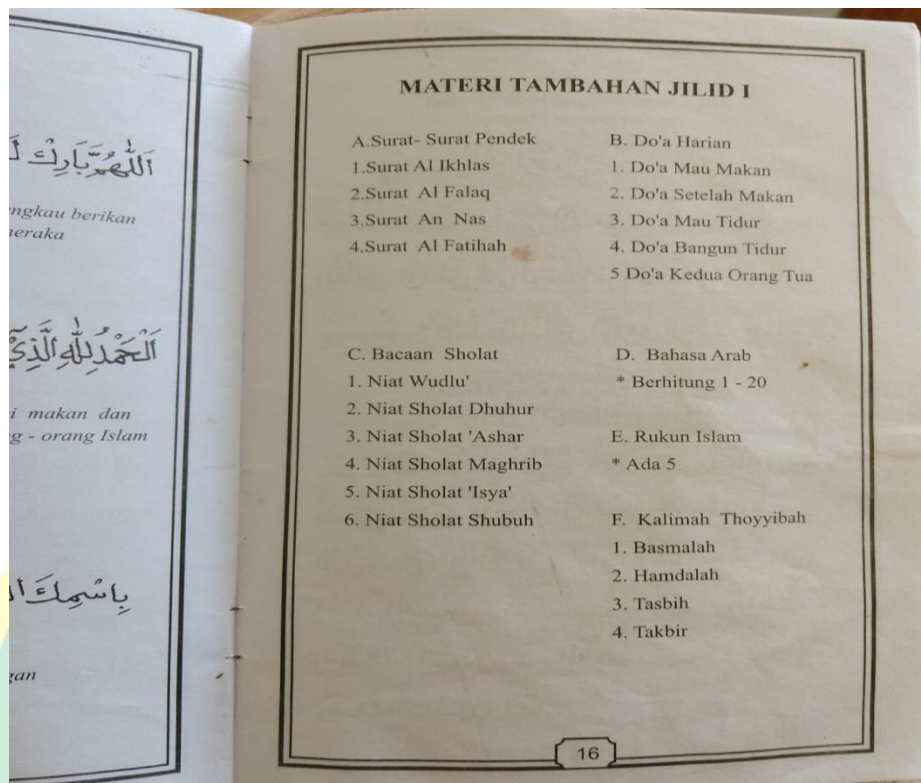 اَللّٰهُمَّ بَارِكْ
berikan
اَلْحَمْدُ لِلّٰهِ الَّذِيْ
makan dan
orang Islam
بِاسْمِكَ
MATERI TAMBAHAN JILID I
A.Surat- Surat Pendek
1.Surat Al Ikhlas
2.Surat Al Falaq
3.Surat An Nas
4.Surat Al Fatihah
B. Do'a Harian
1. Do'a Mau Makan
2. Do'a Setelah Makan
3. Do'a Mau Tidur
4. Do'a Bangun Tidur
5 Do'a Kedua Orang Tua
C. Bacaan Sholat
1. Niat Wudlu'
2. Niat Sholat Dhuhur
3. Niat Sholat 'Ashar
4. Niat Sholat Maghrib
5. Niat Sholat 'Isya'
6. Niat Sholat Shubuh
D. Bahasa Arab
* Berhitung 1 - 20
E. Rukun Islam
* Ada 5
F. Kalimah Thoyyibah
1. Basmalah
2. Hamdalah
3. Tasbih
4. Takbir
16